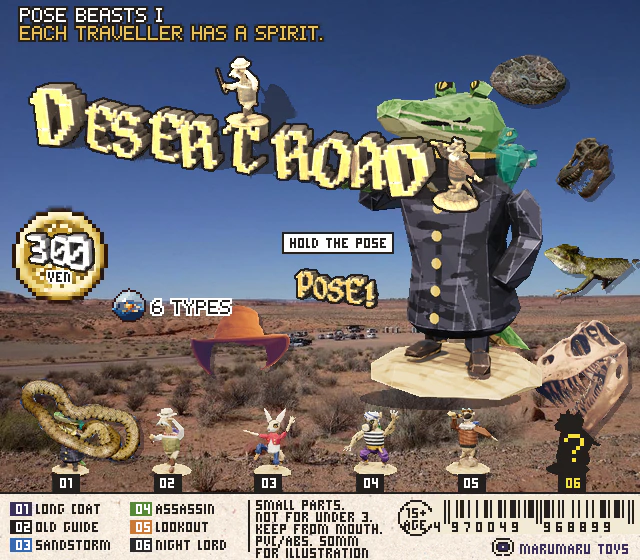 POSE BEASTS I
EACH TRAVELLER HAS A SPIRIT.
DESERT ROAD
300
YEN
HOLD THE POSE
POSE!
6 TYPES
?
01
02
03
04
05
06
01 LONG COAT
02 OLD GUIDE
03 SANDSTORM
04 ASSASSIN
05 LOOKOUT
06 NIGHT LORD
SMALL PARTS.
NOT FOR UNDER 3.
KEEP FROM MOUTH.
PVC/ABS. 50MM
FOR ILLUSTRATION
15+
AGE
4 970049 968899
MARUMARU TOYS